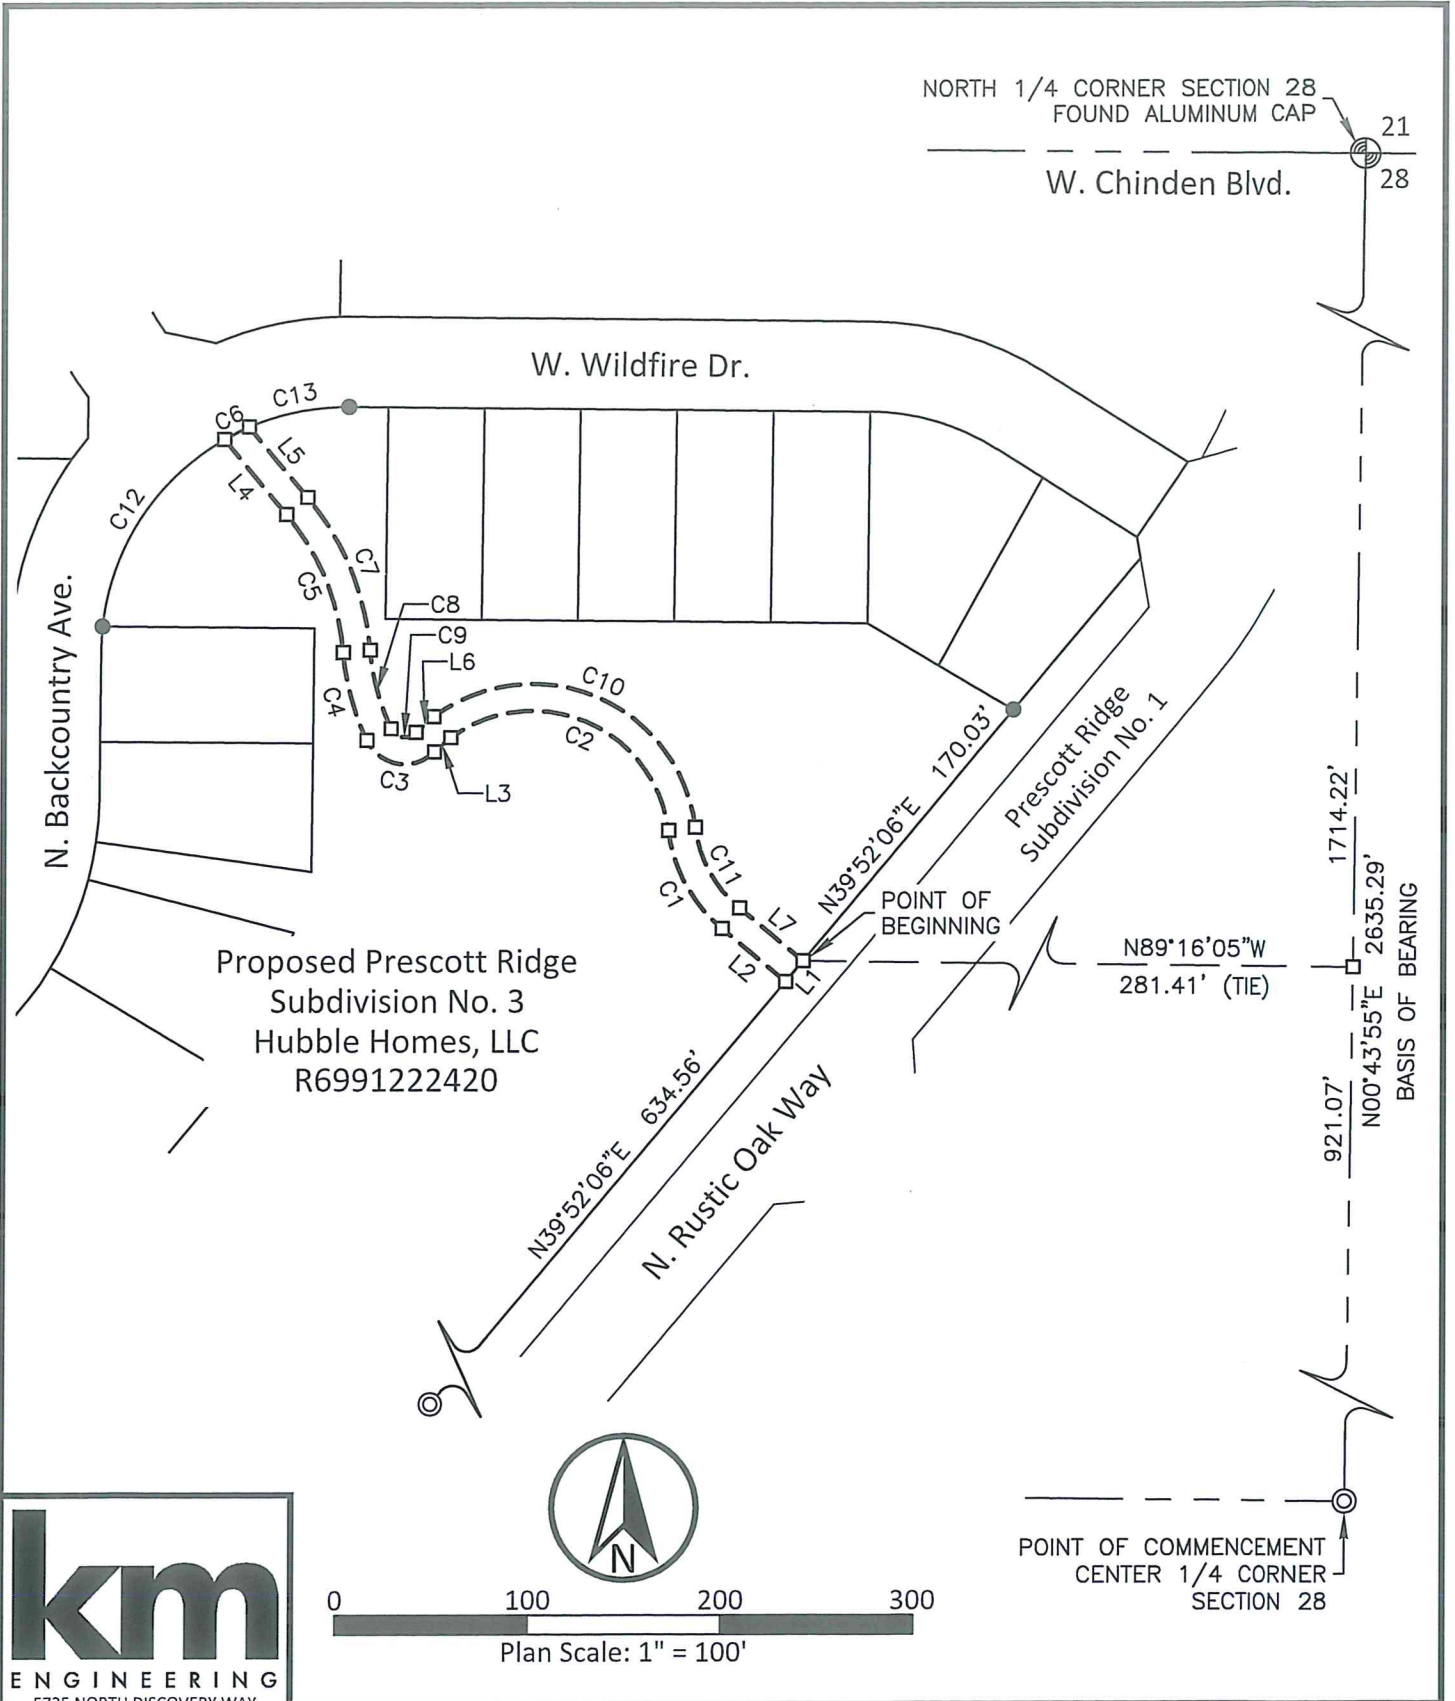 NORTH 1/4 CORNER SECTION 28
FOUND ALUMINUM CAP
21
28
W. Chinden Blvd.
W. Wildfire Dr.
C13
C6
L5
L4
C12
C7
C5
C8
C9
L6
C4
C10
C2
C3
L3
N. Backcountry Ave.
170.03'
N39°52'06"E
Prescott Ridge
Subdivision No. 1
1714.22'
2635.29'
N00°43'55"E
BASIS OF BEARING
921.07'
C11
C1
L7
L2
L1
POINT OF
BEGINNING
N89°16'05"W
281.41' (TIE)
Proposed Prescott Ridge
Subdivision No. 3
Hubble Homes, LLC
R6991222420
634.56'
N39°52'06"E
N. Rustic Oak Way
N
POINT OF COMMENCEMENT
CENTER 1/4 CORNER
SECTION 28
0 100 200 300
Plan Scale: 1" = 100'
km
ENGINEERING
5725 NORTH DISCOVERY WAY